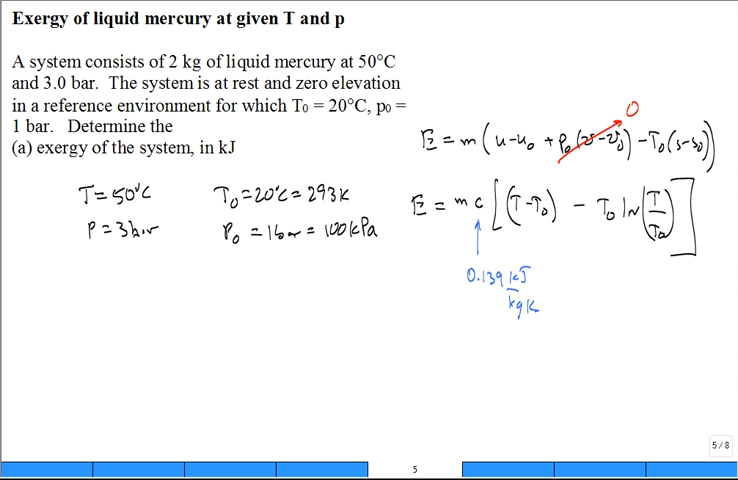 Exergy of liquid mercury at given T and p
A system consists of 2 kg of liquid mercury at 50°C
and 3.0 bar. The system is at rest and zero elevation
in a reference environment for which T₀ = 20°C, p₀ =
1 bar. Determine the
(a) exergy of the system, in kJ
T = 50°C
P = 3 bar
T₀ = 20°C = 293K
P₀ = 1 bar = 100 kPa
0
E = m (u - u₀ + P₀ (v - v₀) - T₀ (s - s₀))
E = m c [(T - T₀) - T₀ ln (T/T₀)]
0.139 kJ
kg K
5 / 8
5